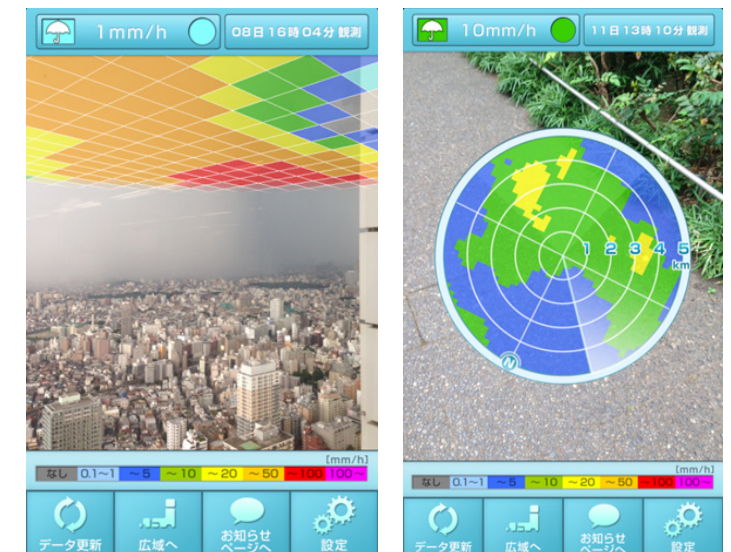 1mm/h
08日16時04分 観測
[mm/h]
なし 0.1〜1 〜5 〜10 〜20 〜50 〜100 100〜
データ更新
広域へ
お知らせ
ページへ
設定
10mm/h
11日13時10分 観測
1 2 3 4 5
km
N
[mm/h]
なし 0.1〜1 〜5 〜10 〜20 〜50 〜100 100〜
データ更新
広域へ
お知らせ
ページへ
設定